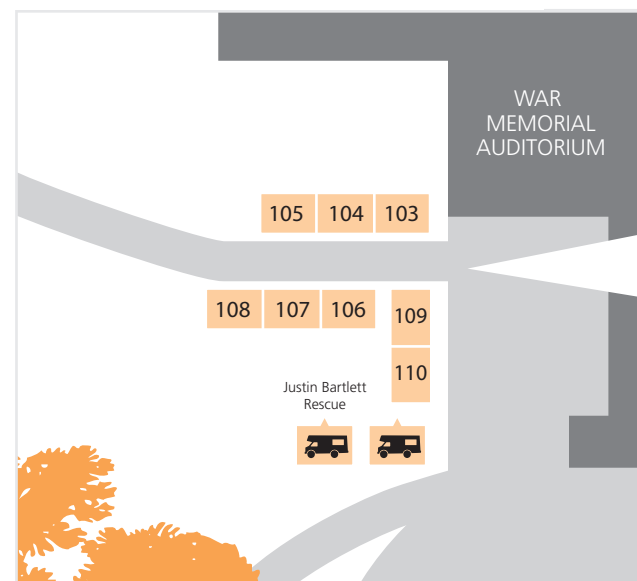 WAR
MEMORIAL
AUDITORIUM
105 104 103
108 107 106
109
110
Justin Bartlett
Rescue